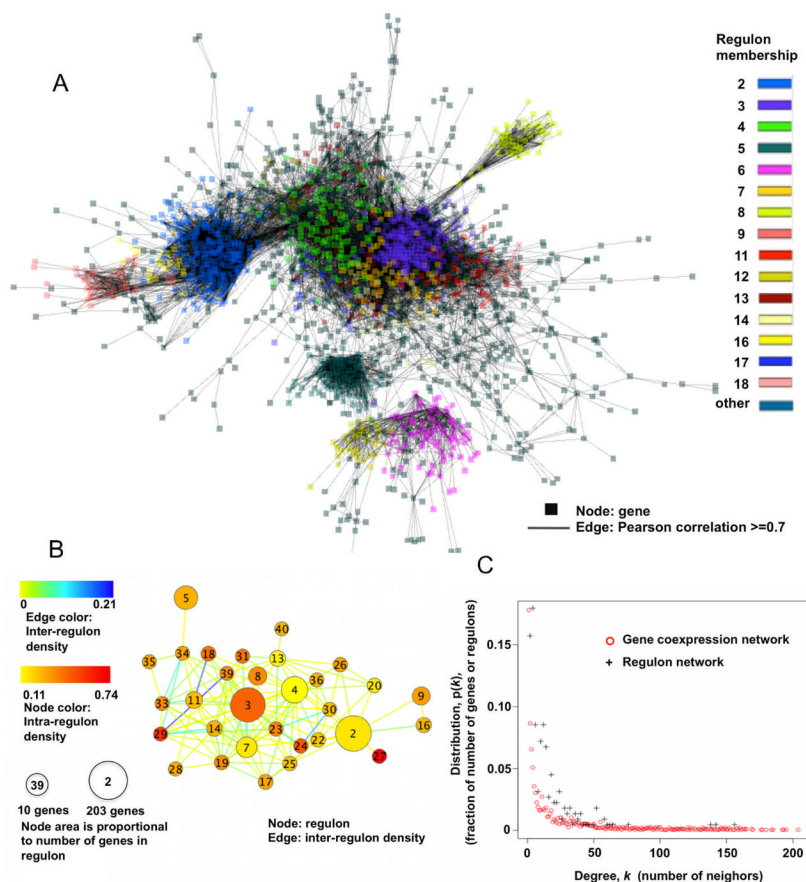 A
Regulon
membership
2
3
4
5
6
7
8
9
11
12
13
14
16
17
18
other
Node: gene
Edge: Pearson correlation >=0.7
B
0 0.21
Edge color:
Inter-regulon
density
0.11 0.74
Node color:
Intra-regulon
density
39 2
10 genes 203 genes
Node area is proportional
to number of genes in
regulon
5
40
35 34 18 31 13 26
39 8 36 20
33 11 3 4 9
30 16
29 14 23 2
7 24 22
28 19 25 27
17
Node: regulon
Edge: inter-regulon density
C
Distribution, p(k),
(fraction of number of genes or regulons)
0.15
0.10
0.05
0
Gene coexpression network
Regulon network
0 50 100 150 200
Degree, k (number of neighors)